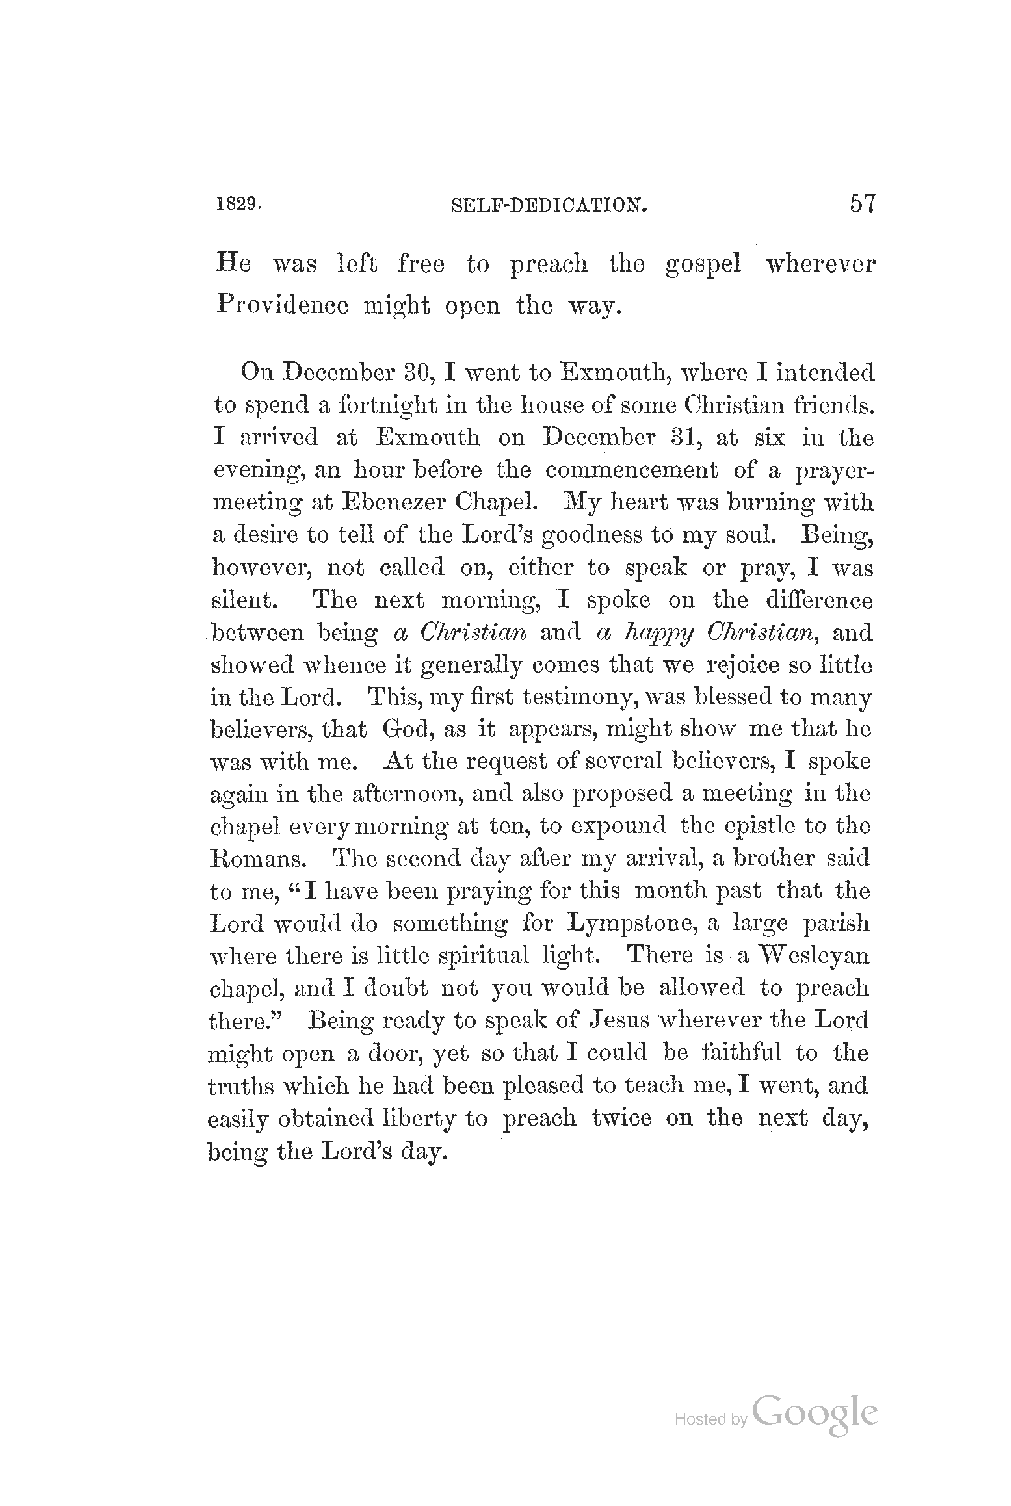 1829. SELF-DEDICATION. 57
He was left free to preach the gospel wherever
Providence might open the way.
On December 30, I went to Exmouth, where I intended
to spend a fortnight in the house of some Christian friends.
I arrived at Exmouth on December 31, at six in the
evening, an hour before the commencement of a prayer-
meeting at Ebenezer Chapel. My heart was burning with
a desire to tell of the Lord's goodness to my soul. Being,
however, not called on, either to speak or pray, I was
silent. The next morning, I spoke on the difference
between being a Christian and a happy Christian, and
showed whence it generally comes that we rejoice so little
in the Lord. This, my first testimony, was blessed to many
believers, that God, as it appears, might show me that he
was with me. At the request of several believers, I spoke
again in the afternoon, and also proposed a meeting in the
chapel every morning at ten, to expound the epistle to the
Romans. The second day after my arrival, a brother said
to me, “I have been praying for this month past that the
Lord would do something for Lympstone, a large parish
where there is little spiritual light. There is a Wesleyan
chapel, and I doubt not you would be allowed to preach
there.” Being ready to speak of Jesus wherever the Lord
might open a door, yet so that I could be faithful to the
truths which he had been pleased to teach me, I went, and
easily obtained liberty to preach twice on the next day,
being the Lord's day.
Hosted by Google